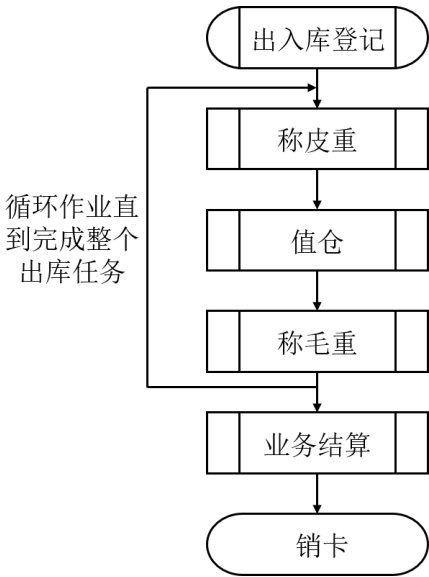 出入库登记
称皮重
循环作业直
到完成整个
出库任务
值仓
称毛重
业务结算
销卡